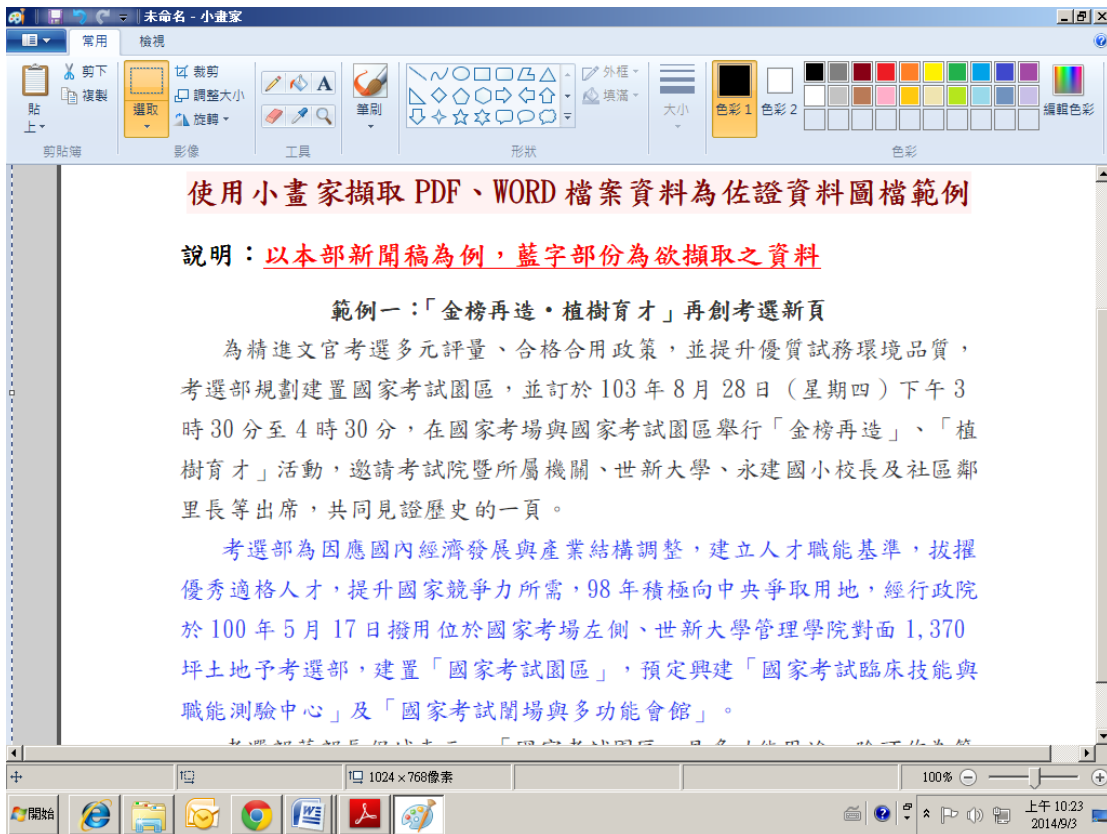 未命名 - 小畫家
常用 檢視
貼上 剪下 複製 選取 裁剪 調整大小 旋轉 A 筆刷 外框 填滿 大小 色彩 1 色彩 2 編輯色彩
剪貼簿 影像 工具 形狀 色彩
使用小畫家擷取 PDF、WORD 檔案資料為佐證資料圖檔範例
說明：以本部新聞稿為例，藍字部份為欲擷取之資料
範例一：「金榜再造‧植樹育才」再創考選新頁
為精進文官考選多元評量、合格合用政策，並提升優質試務環境品質，
考選部規劃建置國家考試園區，並訂於 103 年 8 月 28 日（星期四）下午 3
時 30 分至 4 時 30 分，在國家考場與國家考試園區舉行「金榜再造」、「植
樹育才」活動，邀請考試院暨所屬機關、世新大學、永建國小校長及社區鄰
里長等出席，共同見證歷史的一頁。
考選部為因應國內經濟發展與產業結構調整，建立人才職能基準，拔擢
優秀適格人才，提升國家競爭力所需，98 年積極向中央爭取用地，經行政院
於 100 年 5 月 17 日撥用位於國家考場左側、世新大學管理學院對面 1,370
坪土地予考選部，建置「國家考試園區」，預定興建「國家考試臨床技能與
職能測驗中心」及「國家考試闈場與多功能會館」。
1024 × 768像素 100%
開始 上午 10:23
2014/9/3